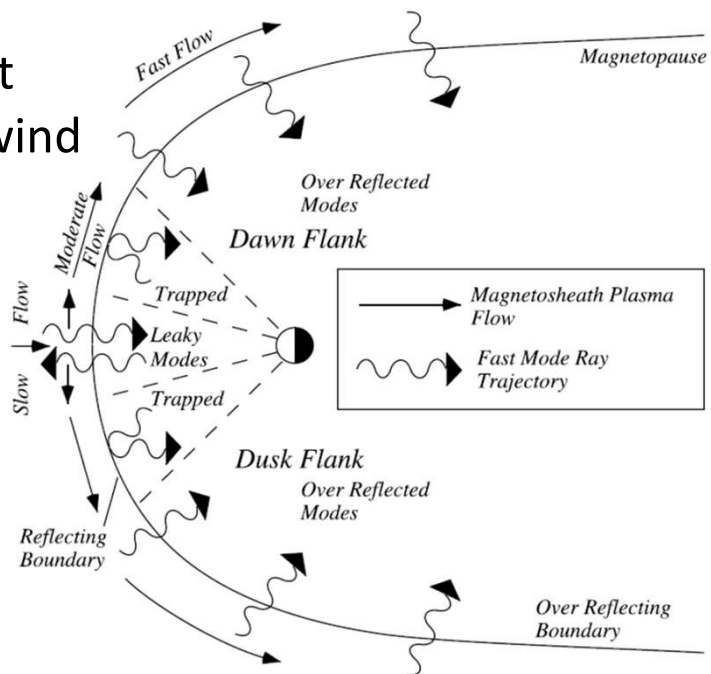 t
wind
Fast Flow
Magnetopause
Over Reflected
Modes
Dawn Flank
Moderate
Flow
Trapped
Magnetosheath Plasma
Flow
Flow
Slow
Leaky
Modes
Fast Mode Ray
Trajectory
Trapped
Dusk Flank
Over Reflected
Modes
Reflecting
Boundary
Over Reflecting
Boundary